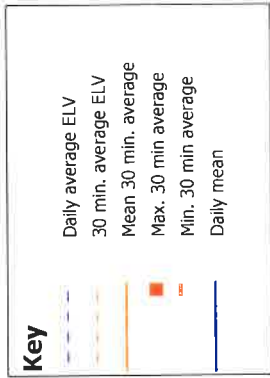 Key
Daily average ELV
30 min. average ELV
Mean 30 min. average
Max. 30 min average
Min. 30 min average
Daily mean